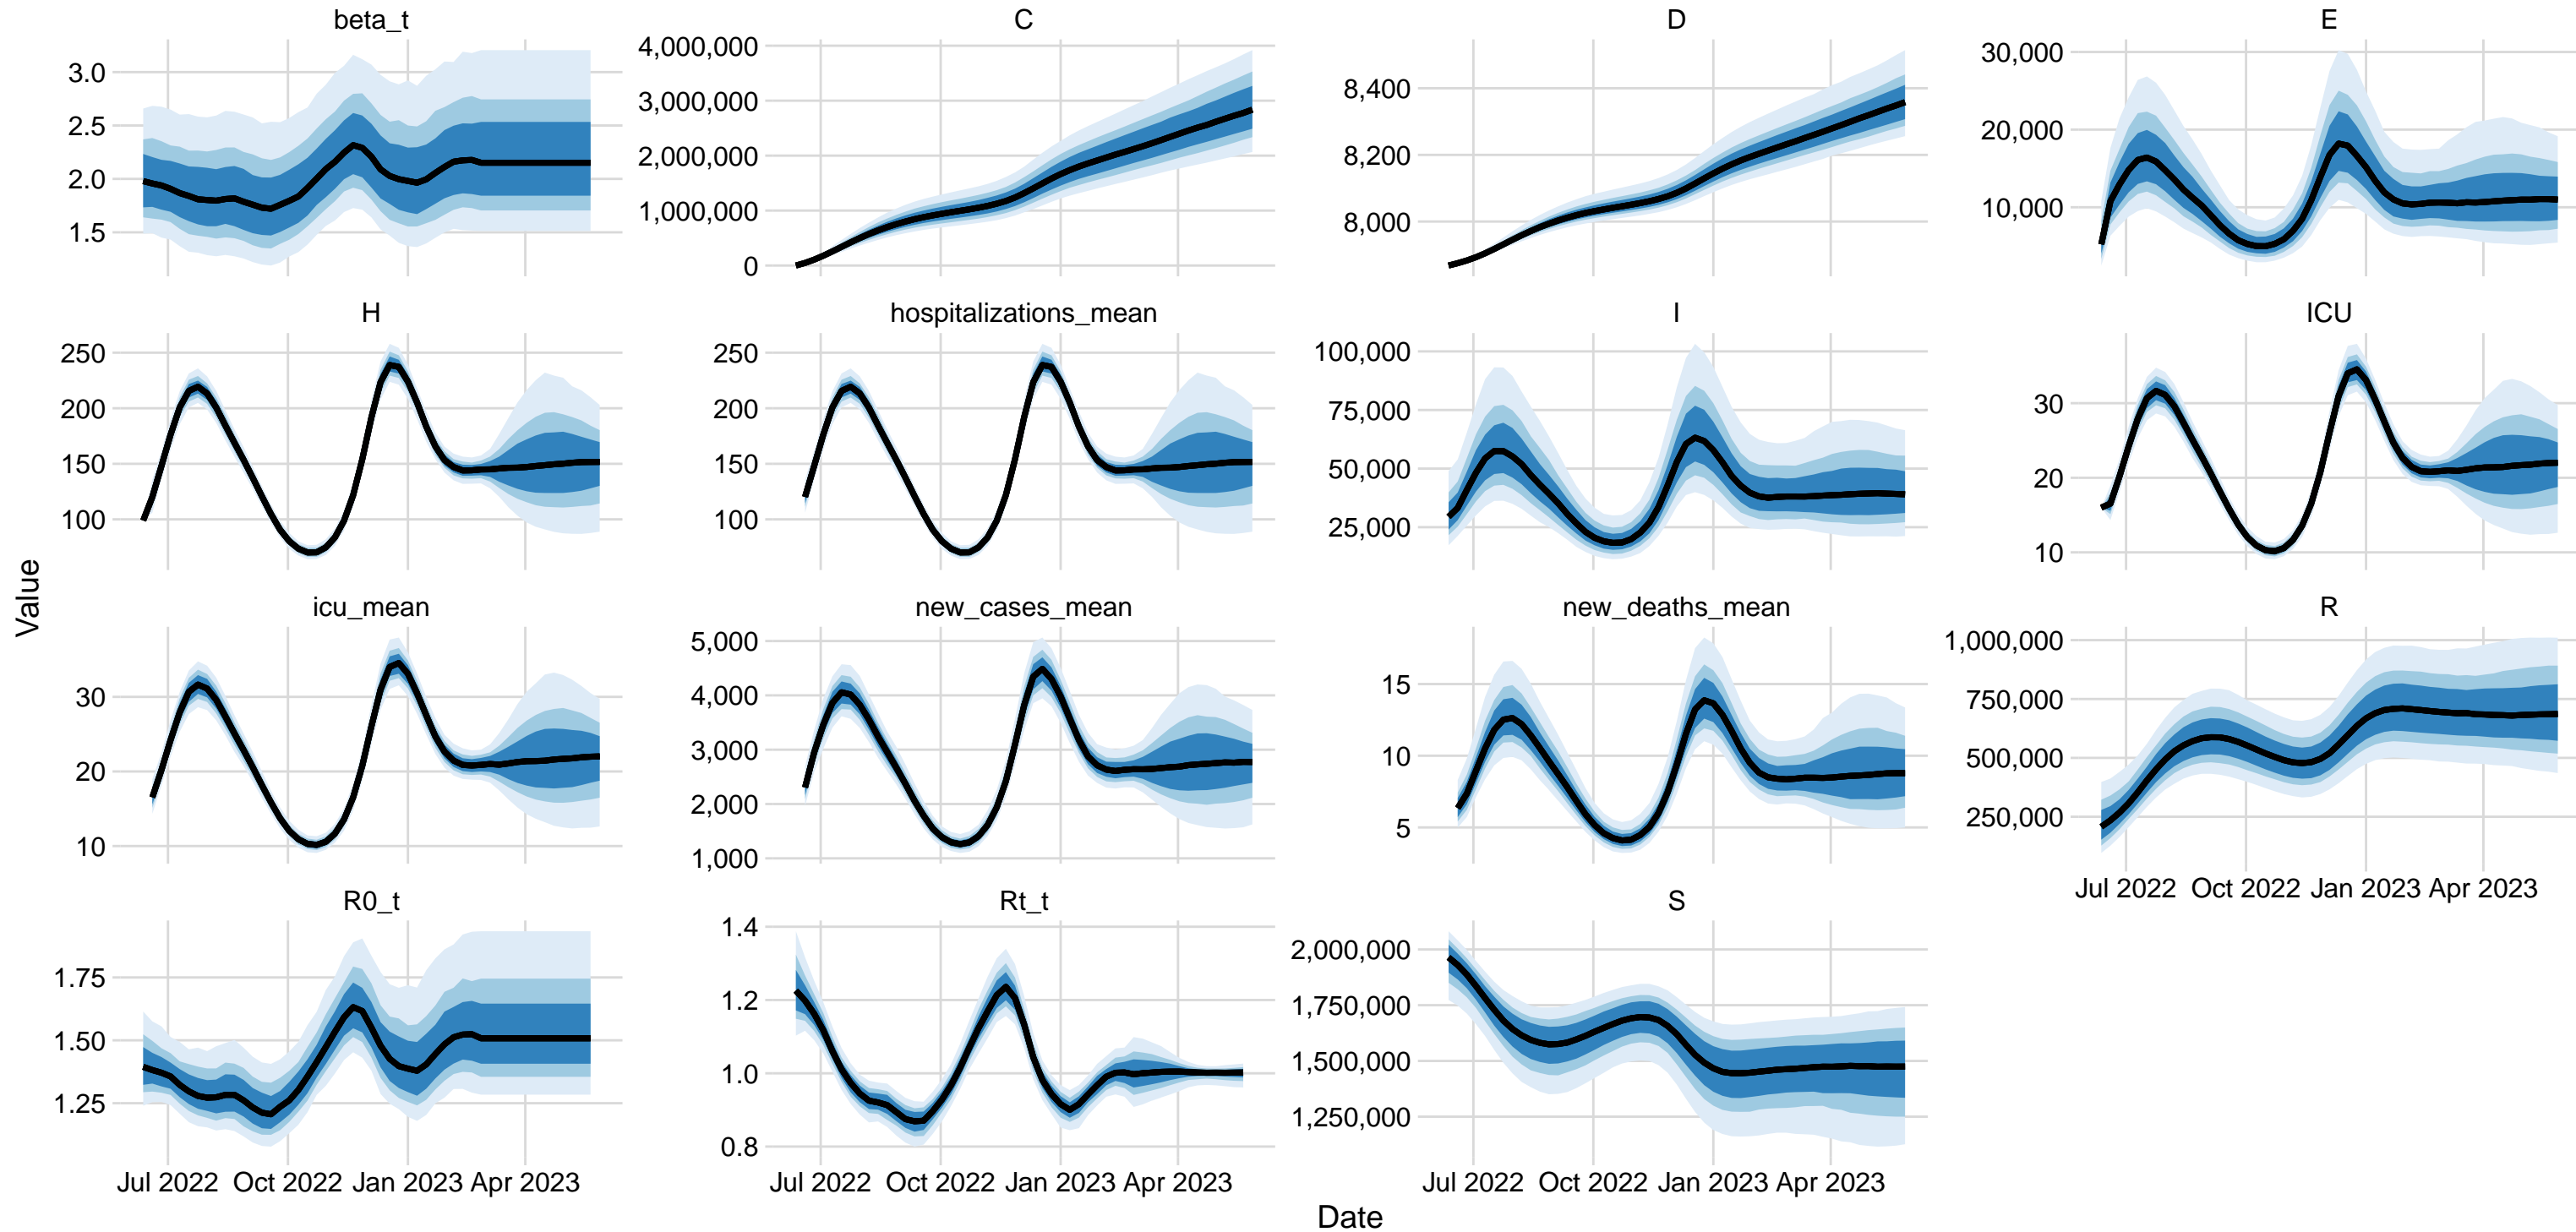 beta_t
3.0
2.5
2.0
1.5
C
4,000,000
3,000,000
2,000,000
1,000,000
0
D
8,400
8,200
8,000
E
30,000
20,000
10,000
H
250
200
150
100
hospitalizations_mean
250
200
150
100
I
100,000
75,000
50,000
25,000
ICU
30
20
10
Value
icu_mean
30
20
10
new_cases_mean
5,000
4,000
3,000
2,000
1,000
new_deaths_mean
15
10
5
R
1,000,000
750,000
500,000
250,000
Jul 2022 Oct 2022 Jan 2023 Apr 2023
R0_t
1.75
1.50
1.25
Jul 2022 Oct 2022 Jan 2023 Apr 2023
Rt_t
1.4
1.2
1.0
0.8
Jul 2022 Oct 2022 Jan 2023 Apr 2023
S
2,000,000
1,750,000
1,500,000
1,250,000
Jul 2022 Oct 2022 Jan 2023 Apr 2023
Date